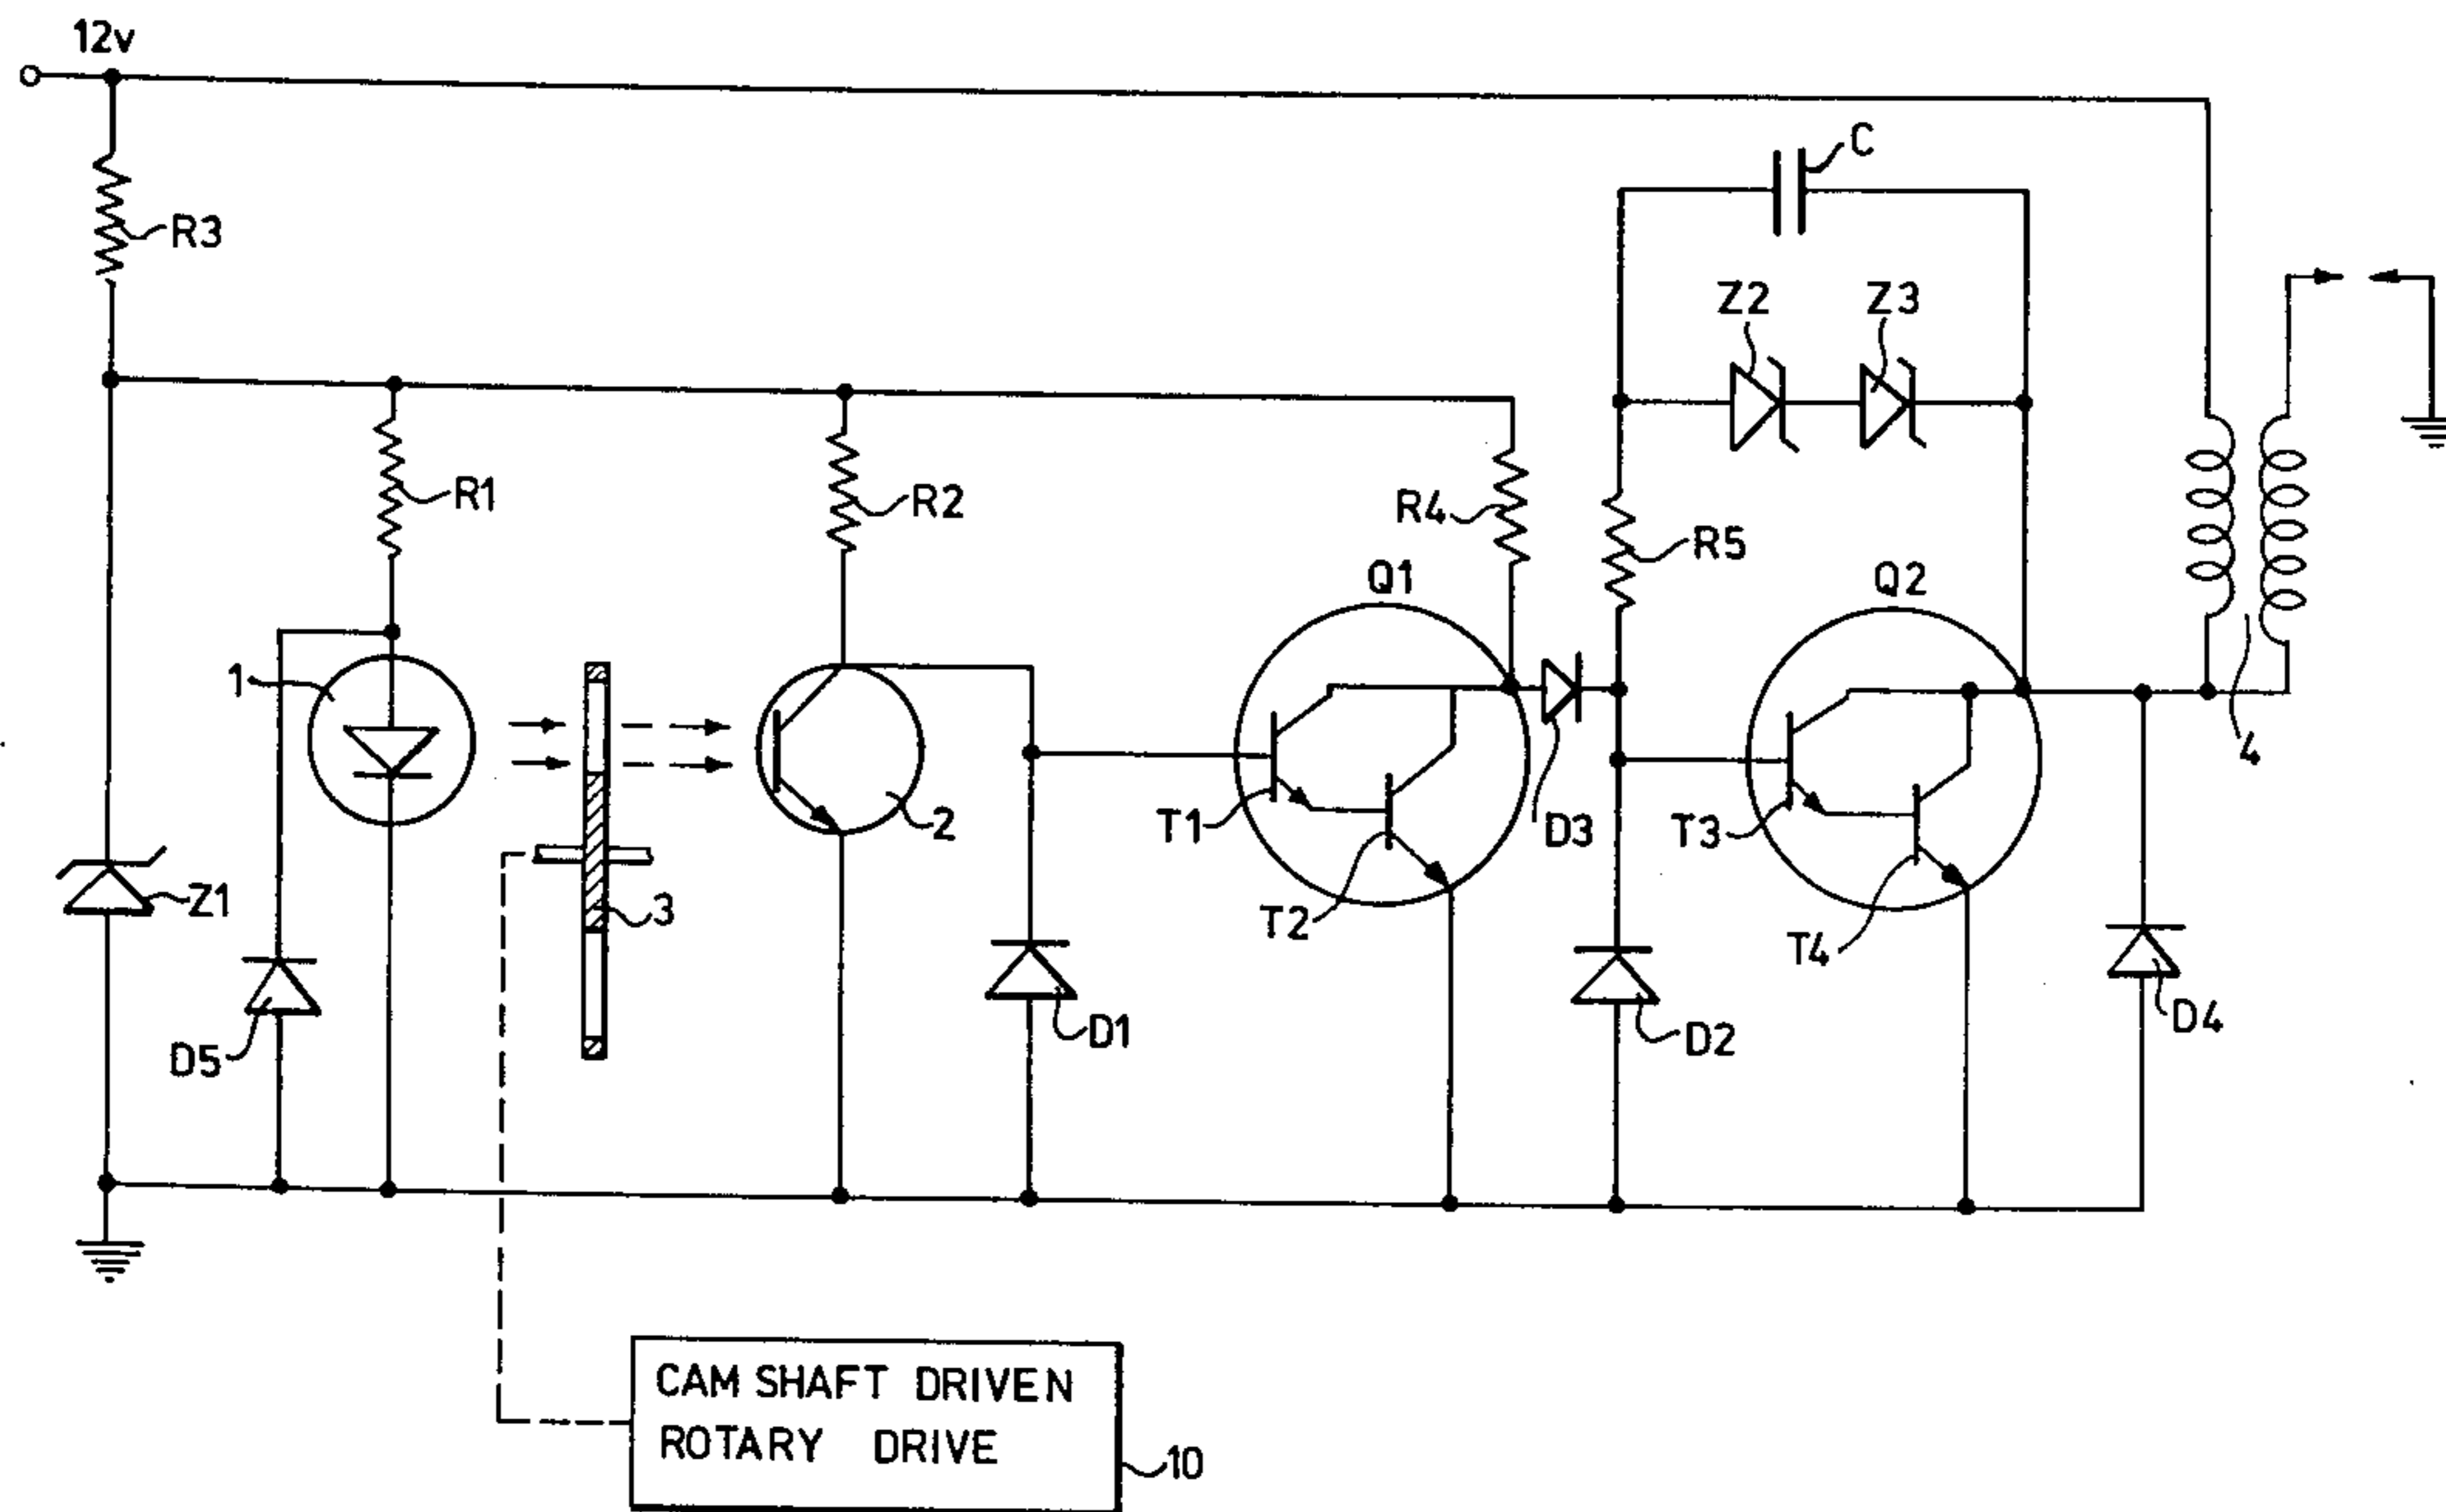 12v
C
R3
Z2
Z3
R1
R2
R4
R5
Q1
Q2
1
4
2
T1
D3
T3
Z1
3
T2
T4
D5
D1
D2
D4
CAM SHAFT DRIVEN
ROTARY DRIVE
10